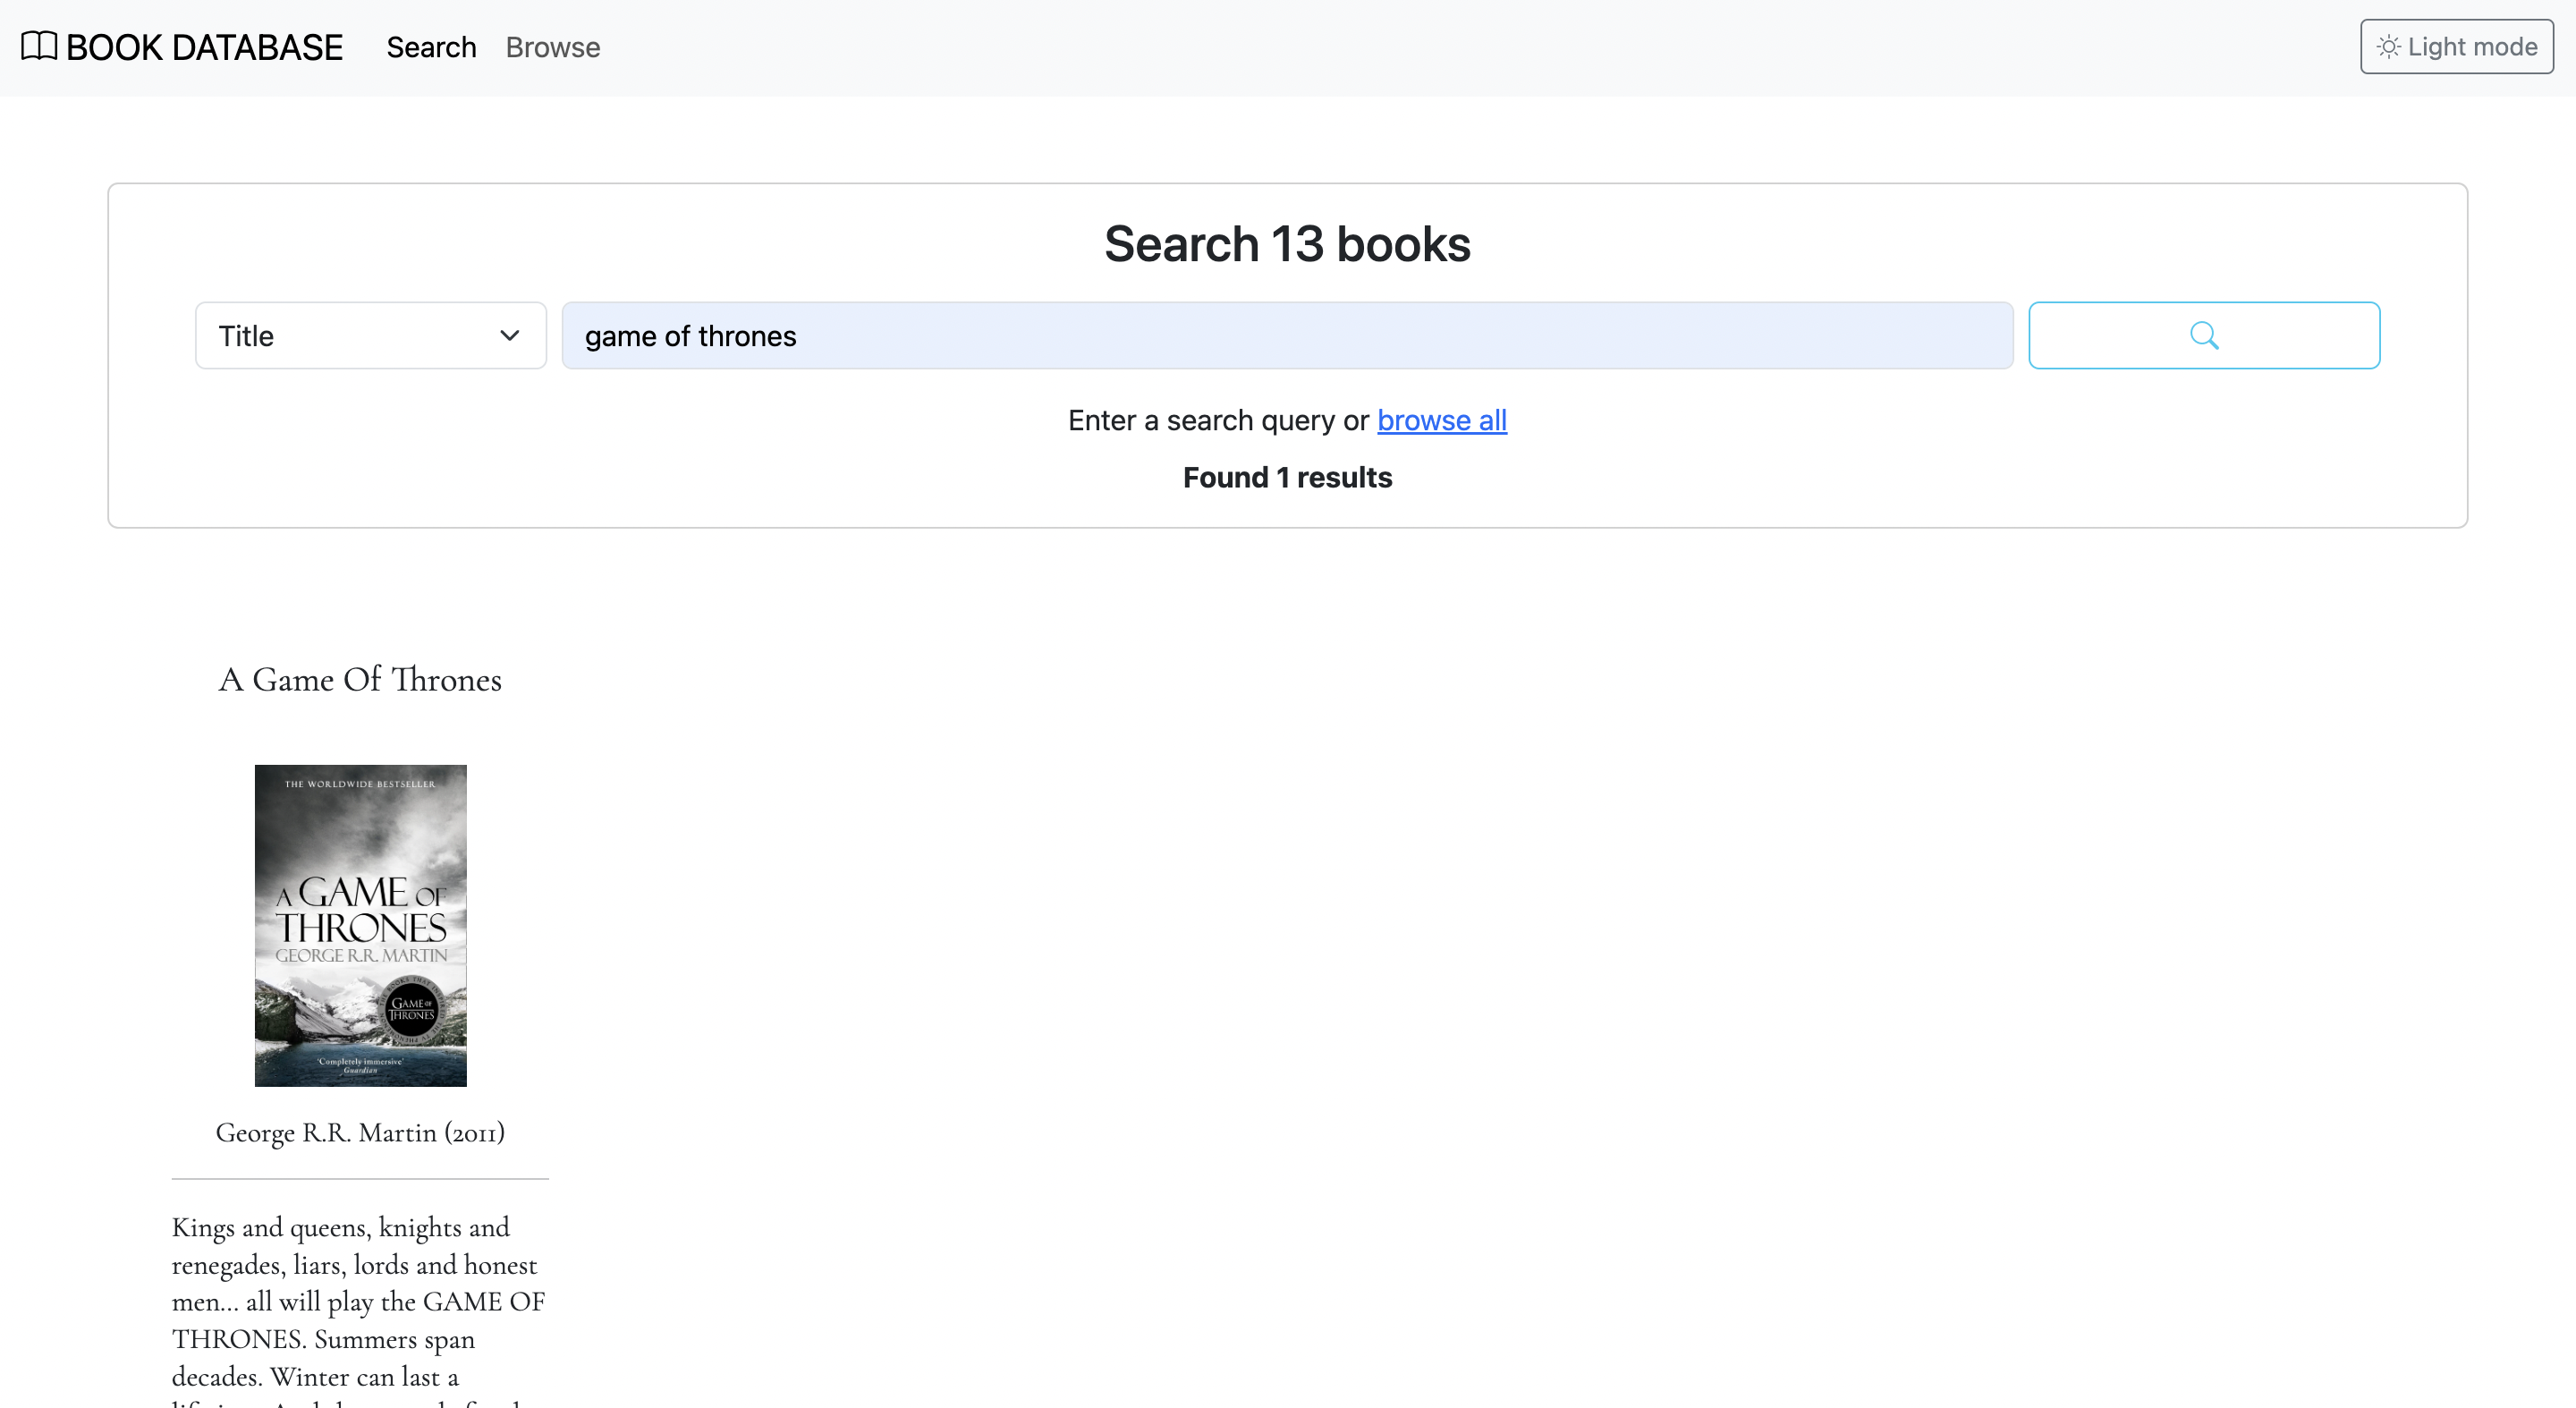 BOOK DATABASE Search Browse Light mode
Search 13 books
Title game of thrones
Enter a search query or browse all
Found 1 results
A Game Of Thrones
THE WORLDWIDE BESTSELLER
A GAME OF
THRONES
GEORGE R.R. MARTIN
GAME OF
THRONES
'Completely immersive'
Guardian
George R.R. Martin (2011)
Kings and queens, knights and
renegades, liars, lords and honest
men... all will play the GAME OF
THRONES. Summers span
decades. Winter can last a